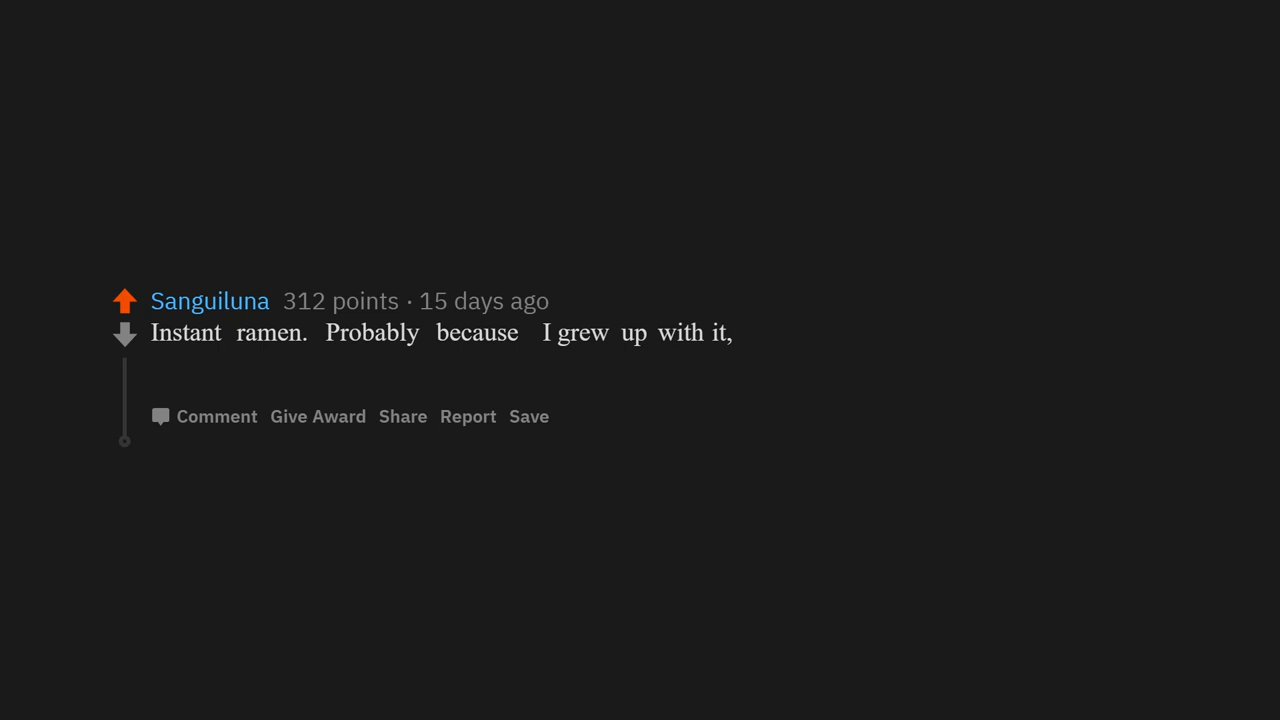 Sanguiluna 312 points · 15 days ago
Instant ramen. Probably because I grew up with it,
Comment Give Award Share Report Save